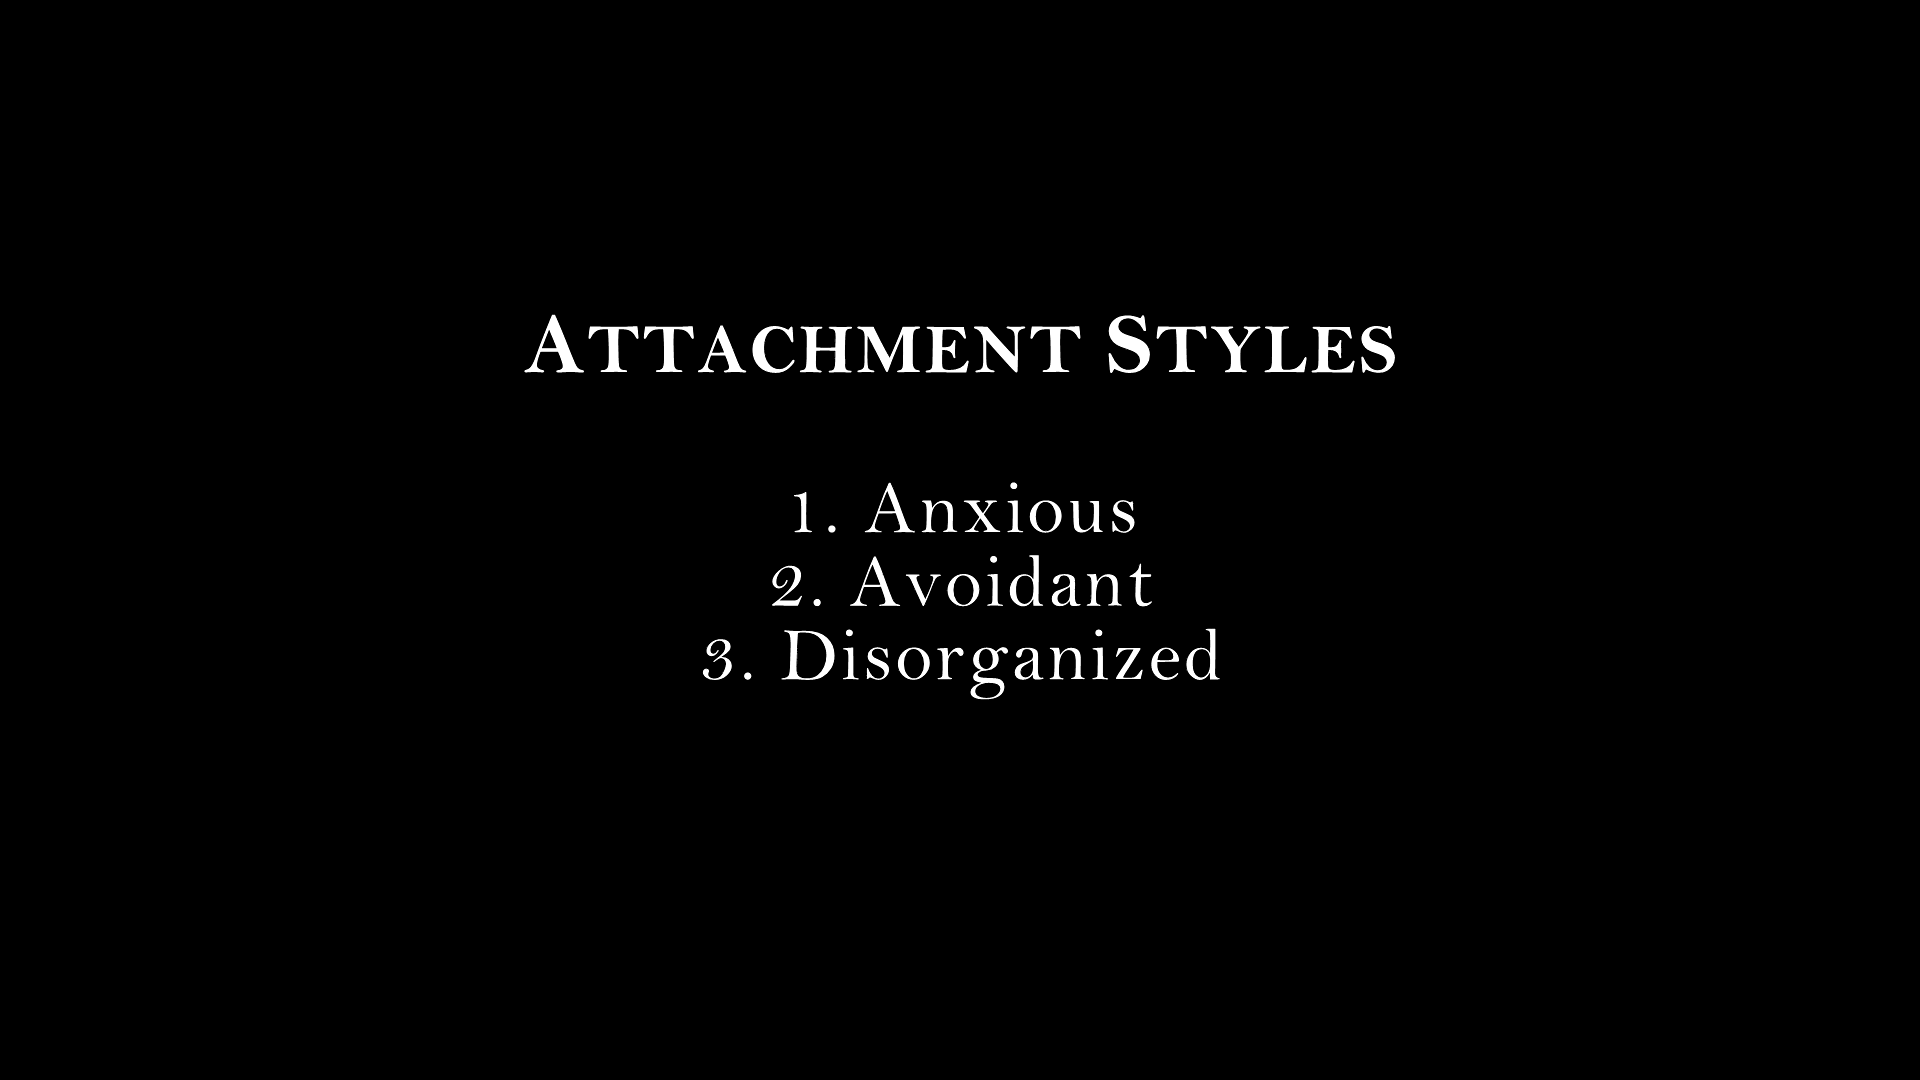 Attachment Styles
1. Anxious
2. Avoidant
3. Disorganized